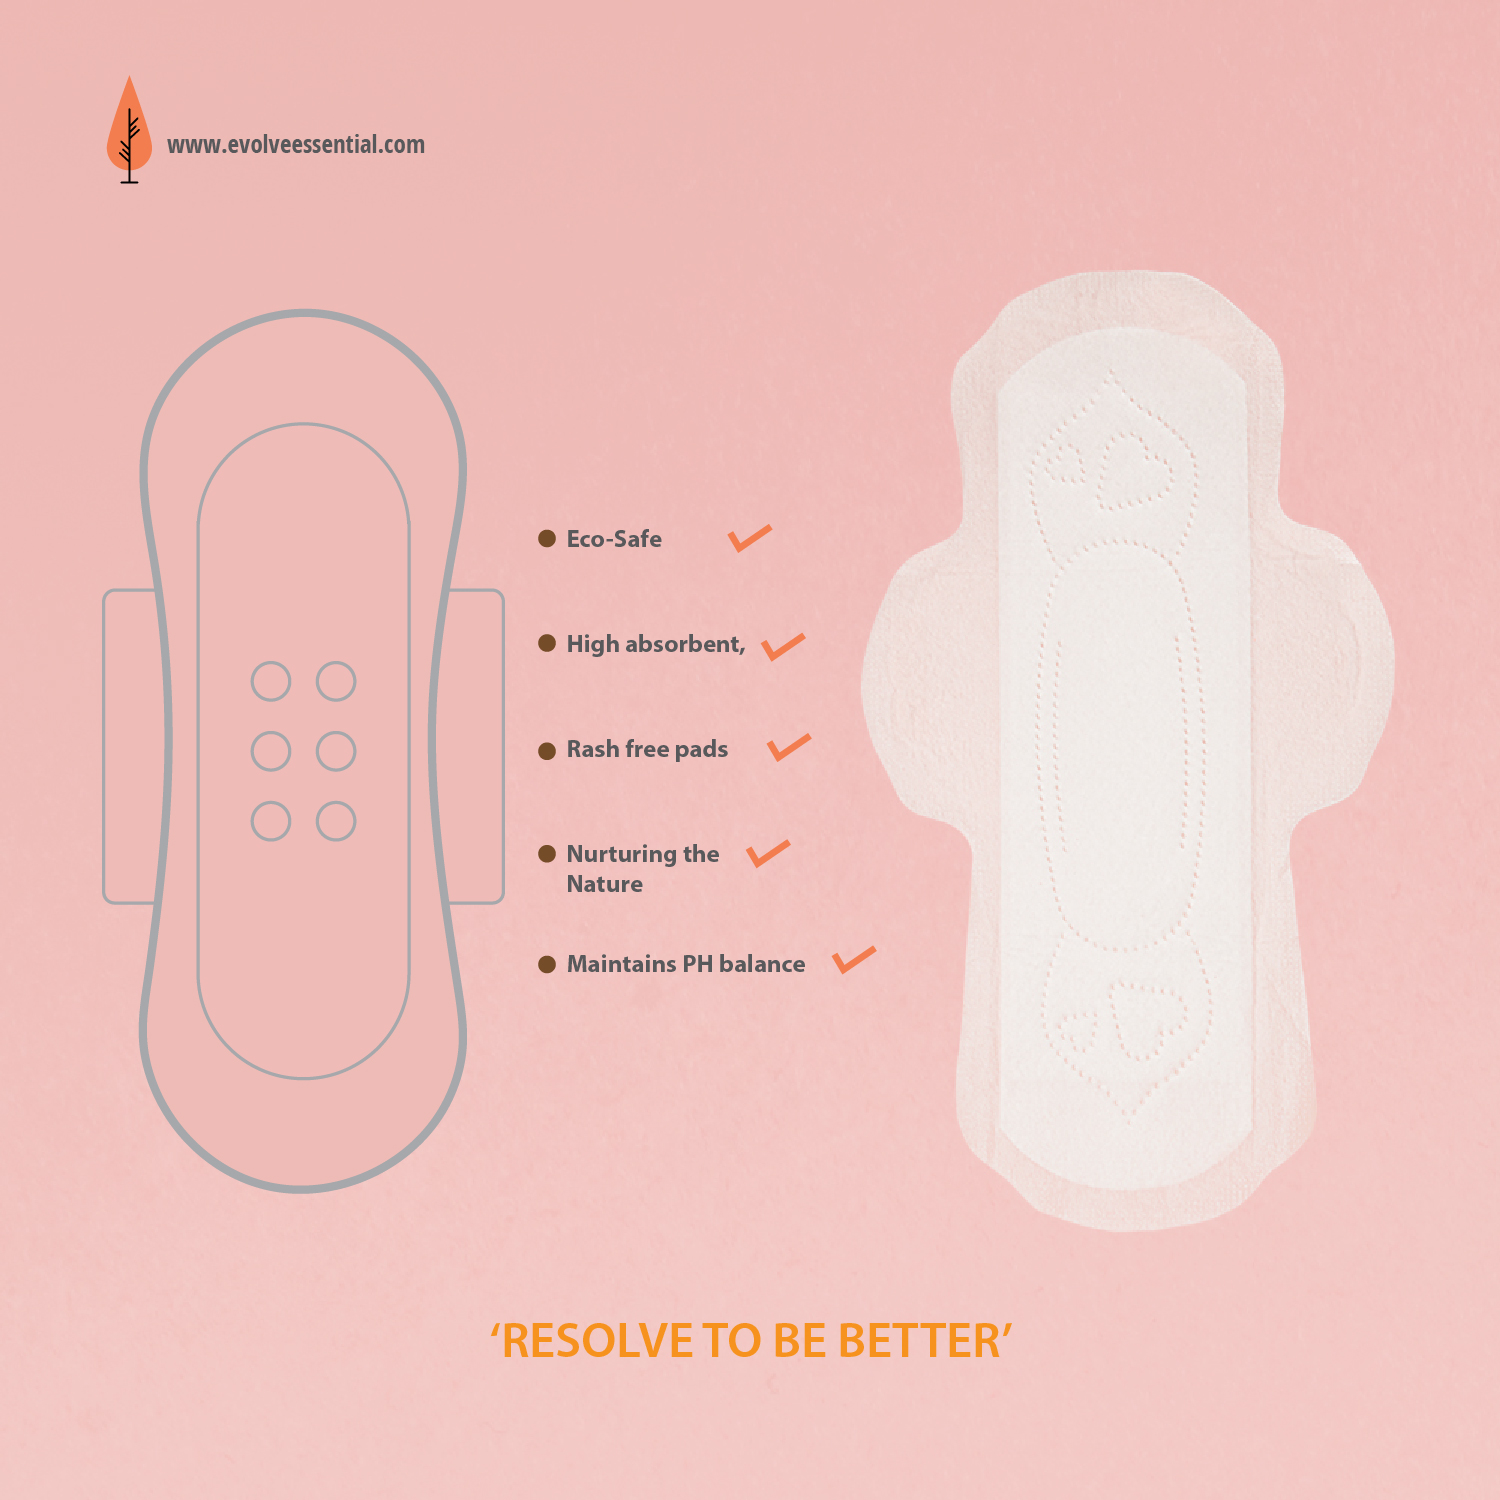 www.evolveessential.com
Eco-Safe
High absorbent,
Rash free pads
Nurturing the
Nature
Maintains PH balance
‘RESOLVE TO BE BETTER’